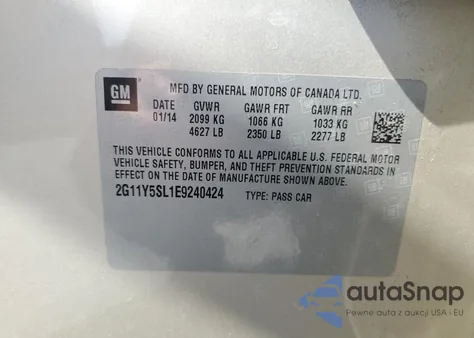 GM
MFD BY GENERAL MOTORS OF CANADA LTD.
DATE GVWR GAWR FRT GAWR RR
01/14 2099 KG 1066 KG 1033 KG
4627 LB 2350 LB 2277 LB
THIS VEHICLE CONFORMS TO ALL APPLICABLE U.S. FEDERAL MOTOR
VEHICLE SAFETY, BUMPER, AND THEFT PREVENTION STANDARDS IN
EFFECT ON THE DATE OF MANUFACTURE SHOWN ABOVE.
2G11Y5SL1E9240424 TYPE: PASS CAR
autaSnap
Pewne auta z aukcji USA i EU